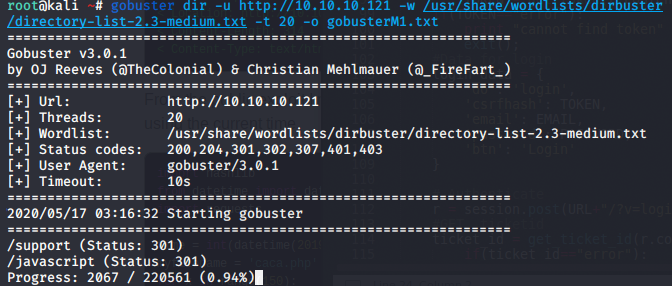 root@kali ~# gobuster dir -u http://10.10.10.121 -w /usr/share/wordlists/dirbuster
/directory-list-2.3-medium.txt -t 20 -o gobusterM1.txt
===============================================================
Gobuster v3.0.1
by OJ Reeves (@TheColonial) & Christian Mehlmauer (@_FireFart_)
===============================================================
[+] Url:            http://10.10.10.121
[+] Threads:        20
[+] Wordlist:       /usr/share/wordlists/dirbuster/directory-list-2.3-medium.txt
[+] Status codes:   200,204,301,302,307,401,403
[+] User Agent:     gobuster/3.0.1
[+] Timeout:        10s
===============================================================
2020/05/17 03:16:32 Starting gobuster
===============================================================
/support (Status: 301)
/javascript (Status: 301)
Progress: 2067 / 220561 (0.94%)